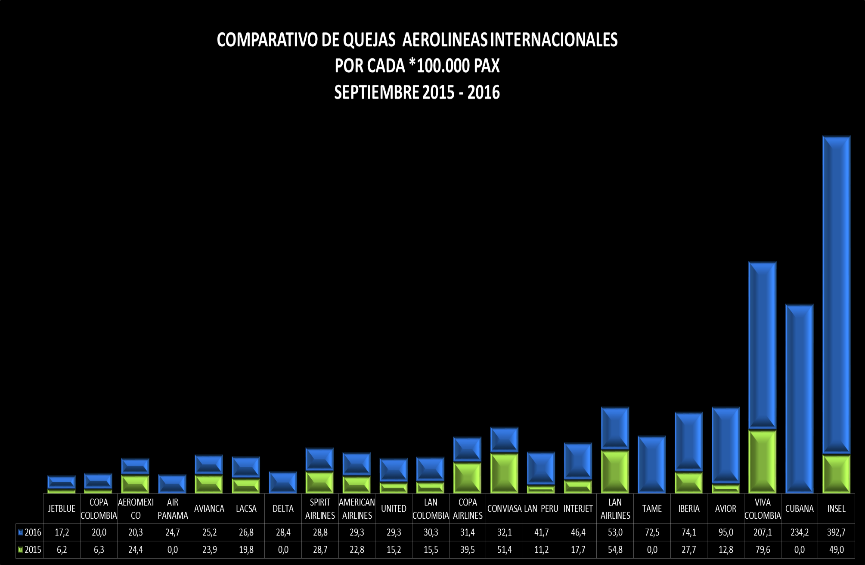 COMPARATIVO DE QUEJAS AEROLINEAS INTERNACIONALES
POR CADA *100.000 PAX
SEPTIEMBRE 2015 - 2016
JETBLUE COPA COLOMBIA AEROMEXI CO AIR PANAMA AVIANCA LACSA DELTA SPIRIT AIRLINES AMERICAN AIRLINES UNITED LAN COLOMBIA COPA AIRLINES CONVIASA LAN PERU INTERJET LAN AIRLINES TAME IBERIA AVIOR VIVA COLOMBIA CUBANA INSEL
2016 17,2 20,0 20,3 24,7 25,2 26,8 28,4 28,8 29,3 29,3 30,3 31,4 32,1 41,7 46,4 53,0 72,5 74,1 95,0 207,1 234,2 392,7
2015 6,2 6,3 24,4 0,0 23,9 19,8 0,0 28,7 22,8 15,2 15,5 39,5 51,4 11,2 17,7 54,8 0,0 27,7 12,8 79,6 0,0 49,0